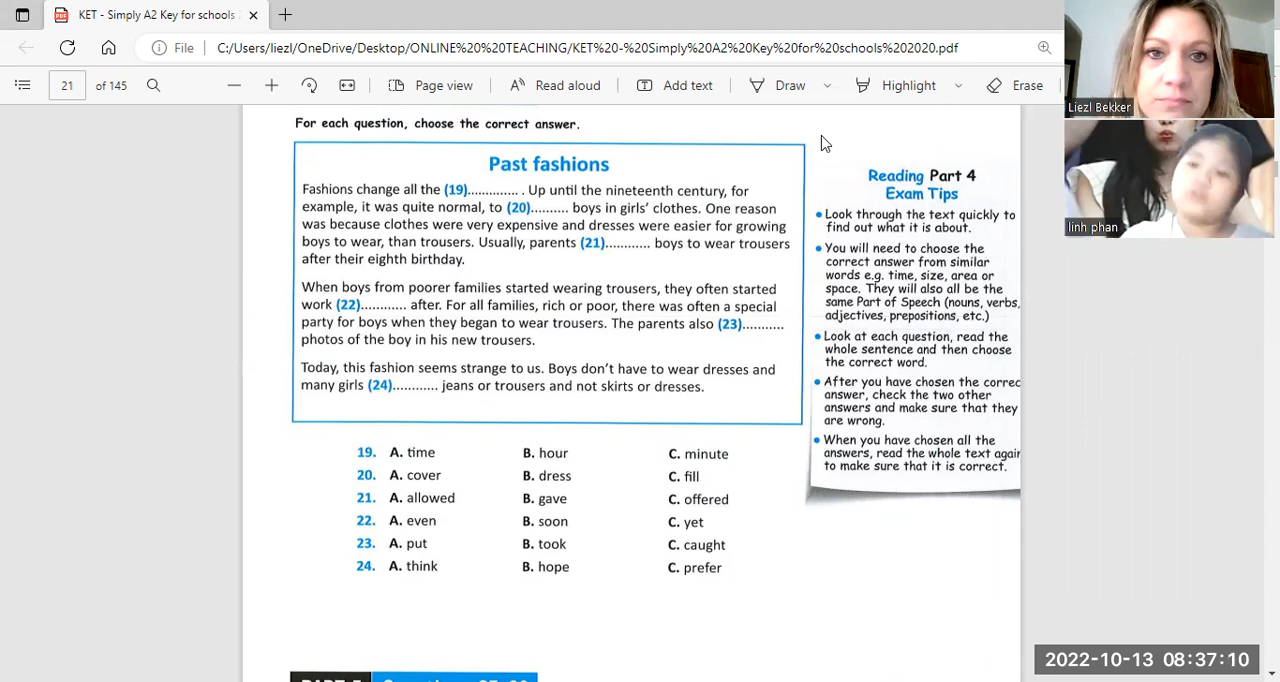 KET - Simply A2 Key for schools
File
C:/Users/liezl/OneDrive/Desktop/ONLINE%20%20TEACHING/KET%20-%20Simply%20A2%20Key%20for%20schools%202020.pdf
21 of 145
Page view
Read aloud
Add text
Draw
Highlight
Erase
Liezl Bekker
linh phan
For each question, choose the correct answer.
Past fashions
Fashions change all the (19).............. . Up until the nineteenth century, for
example, it was quite normal, to (20).......... boys in girls' clothes. One reason
was because clothes were very expensive and dresses were easier for growing
boys to wear, than trousers. Usually, parents (21)............ boys to wear trousers
after their eighth birthday.
When boys from poorer families started wearing trousers, they often started
work (22)............ after. For all families, rich or poor, there was often a special
party for boys when they began to wear trousers. The parents also (23)...........
photos of the boy in his new trousers.
Today, this fashion seems strange to us. Boys don't have to wear dresses and
many girls (24)............ jeans or trousers and not skirts or dresses.
Reading Part 4
Exam Tips
Look through the text quickly to
find out what it is about.
You will need to choose the
correct answer from similar
words e.g. time, size, area or
space. They will also all be the
same Part of Speech (nouns, verbs,
adjectives, prepositions, etc.)
Look at each question, read the
whole sentence and then choose
the correct word.
After you have chosen the correc
answer, check the two other
answers and make sure that they
are wrong.
When you have chosen all the
answers, read the whole text again
to make sure that it is correct.
19. A. time B. hour C. minute
20. A. cover B. dress C. fill
21. A. allowed B. gave C. offered
22. A. even B. soon C. yet
23. A. put B. took C. caught
24. A. think B. hope C. prefer
2022-10-13 08:37:10